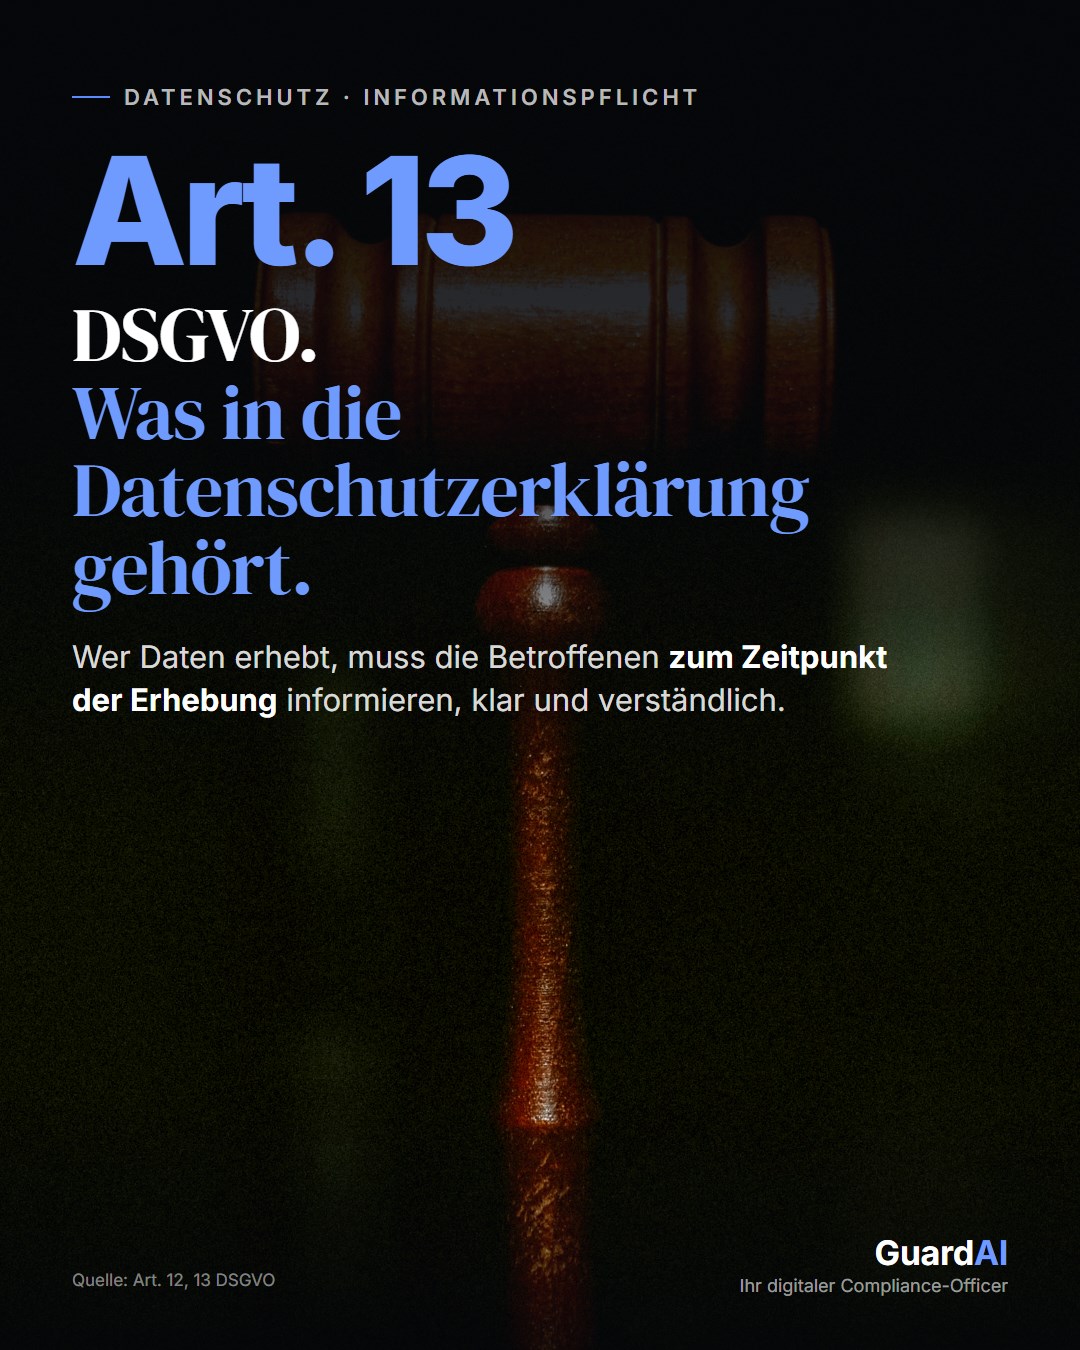 DATENSCHUTZ · INFORMATIONSPFLICHT
Art. 13
DSGVO.
Was in die
Datenschutzerklärung
gehört.
Wer Daten erhebt, muss die Betroffenen zum Zeitpunkt
der Erhebung informieren, klar und verständlich.
Quelle: Art. 12, 13 DSGVO
GuardAI
Ihr digitaler Compliance-Officer